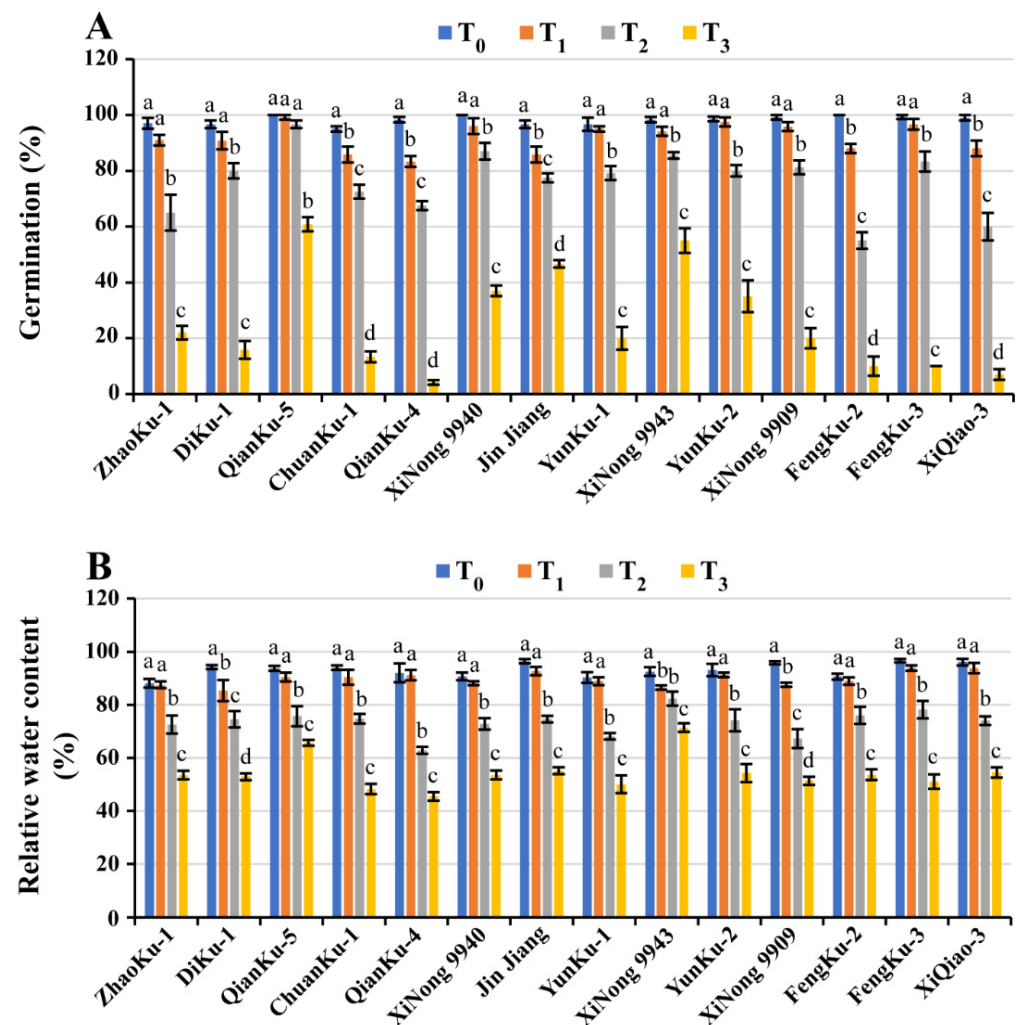 A
T0 T1 T2 T3
Germination (%)
120
100
80
60
40
20
0
a a b c
a a b c
a a a b
a b c d
a b c c
a a b c
a b c d
a a b c
a a b c
a a b c
a a b c
a b c d
a a b c
a b c d
ZhaoKu-1
DiKu-1
QianKu-5
ChuanKu-1
QianKu-4
XiNong 9940
Jin Jiang
YunKu-1
XiNong 9943
YunKu-2
XiNong 9909
FengKu-2
FengKu-3
XiQiao-3
B
T0 T1 T2 T3
Relative water content
(%)
120
100
80
60
40
20
0
a a b c
a b c d
a a b c
a a b c
a a b c
a a b c
a a b c
a a b c
a b b c
a a b c
a b c d
a a b c
a a b c
a a b c
ZhaoKu-1
DiKu-1
QianKu-5
ChuanKu-1
QianKu-4
XiNong 9940
Jin Jiang
YunKu-1
XiNong 9943
YunKu-2
XiNong 9909
FengKu-2
FengKu-3
XiQiao-3